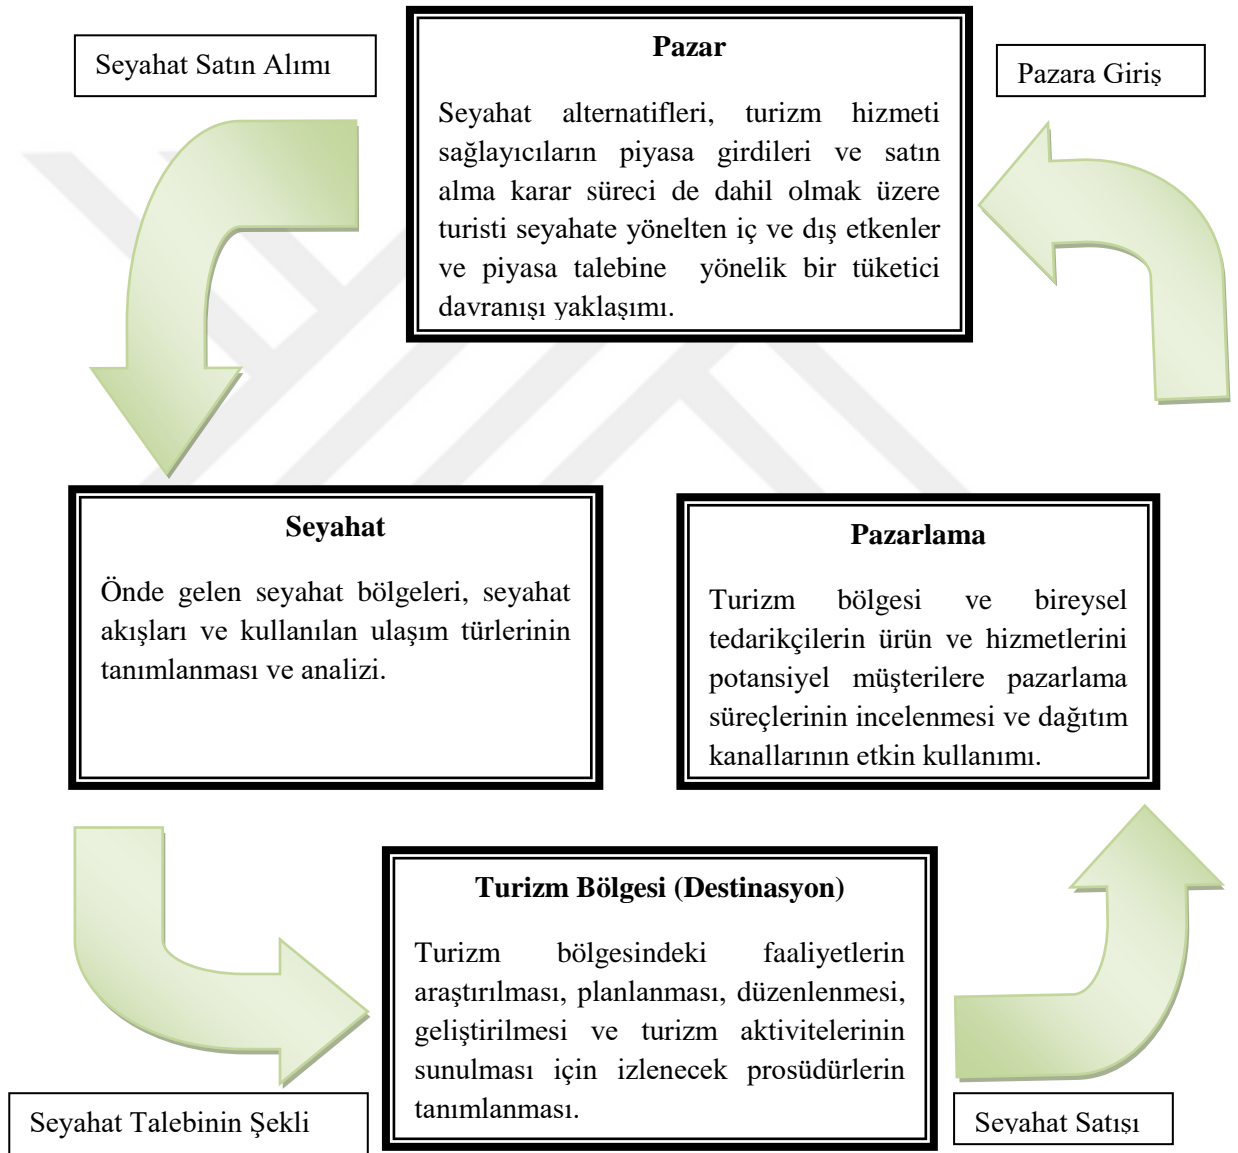 Seyahat Satın Alımı
Pazar
Seyahat alternatifleri, turizm hizmeti
sağlayıcıların piyasa girdileri ve satın
alma karar süreci de dahil olmak üzere
turisti seyahate yönelten iç ve dış etkenler
ve piyasa talebine yönelik bir tüketici
davranışı yaklaşımı.
Pazara Giriş
Seyahat
Önde gelen seyahat bölgeleri, seyahat
akışları ve kullanılan ulaşım türlerinin
tanımlanması ve analizi.
Pazarlama
Turizm bölgesi ve bireysel
tedarikçilerin ürün ve hizmetlerini
potansiyel müşterilere pazarlama
süreçlerinin incelenmesi ve dağıtım
kanallarının etkin kullanımı.
Turizm Bölgesi (Destinasyon)
Turizm bölgesindeki faaliyetlerin
araştırılması, planlanması, düzenlenmesi,
geliştirilmesi ve turizm aktivitelerinin
sunulması için izlenecek prosüdürlerin
tanımlanması.
Seyahat Talebinin Şekli
Seyahat Satışı